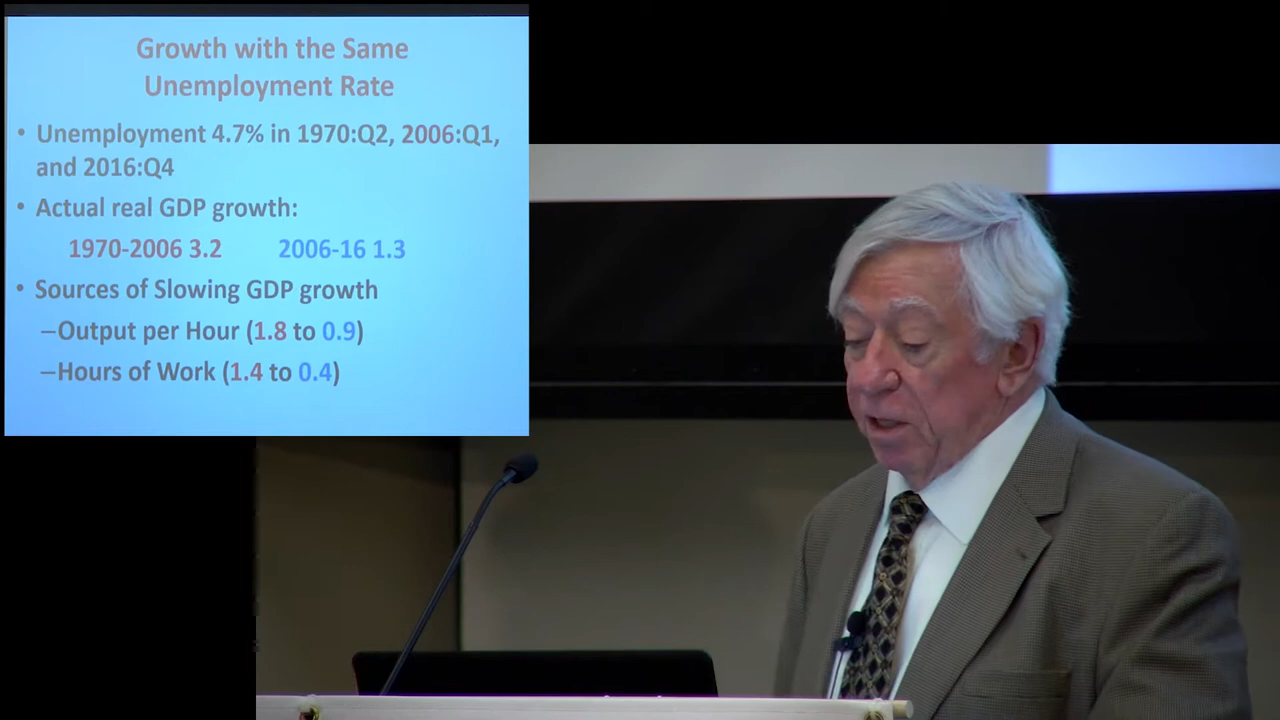 Growth with the Same
Unemployment Rate
• Unemployment 4.7% in 1970:Q2, 2006:Q1,
and 2016:Q4
• Actual real GDP growth:
1970-2006 3.2 2006-16 1.3
• Sources of Slowing GDP growth
–Output per Hour (1.8 to 0.9)
–Hours of Work (1.4 to 0.4)